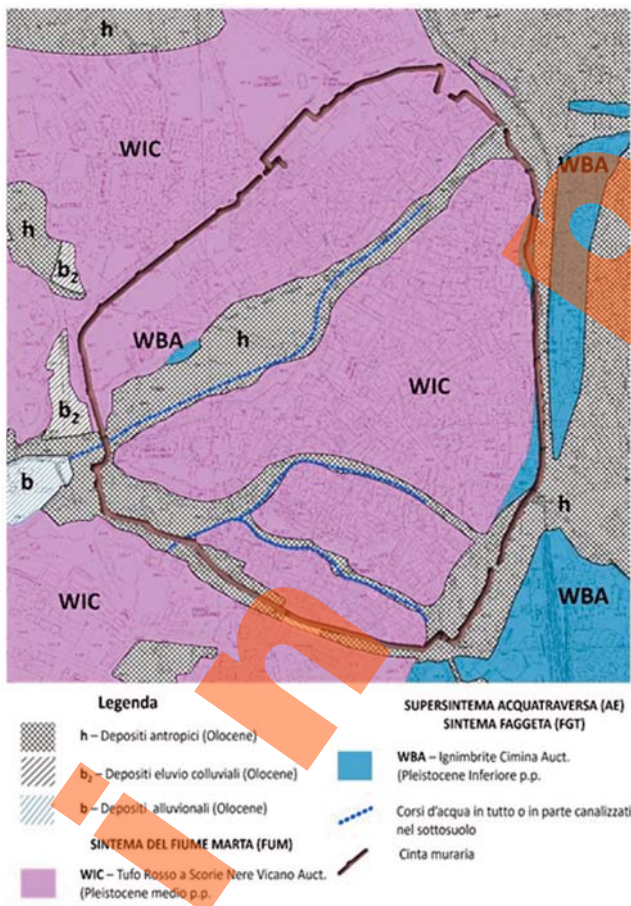 h
WIC
WBA
h
b₂
WBA
h
WIC
b₂
b
h
WIC
WBA
Legenda
h – Depositi antropici (Olocene)
b₂ – Depositi eluvio colluviali (Olocene)
b – Depositi alluvionali (Olocene)
SINTEMA DEL FIUME MARTA (FUM)
WIC – Tufo Rosso a Scorie Nere Vicano Auct.
(Pleistocene medio p.p.
SUPERSINTEMA ACQUATRAVERSA (AE)
SINTEMA FAGGETA (FGT)
WBA – Ignimbrite Cimina Auct.
(Pleistocene Inferiore p.p.
Corsi d'acqua in tutto o in parte canalizzati
nel sottosuolo
Cinta muraria
in
P